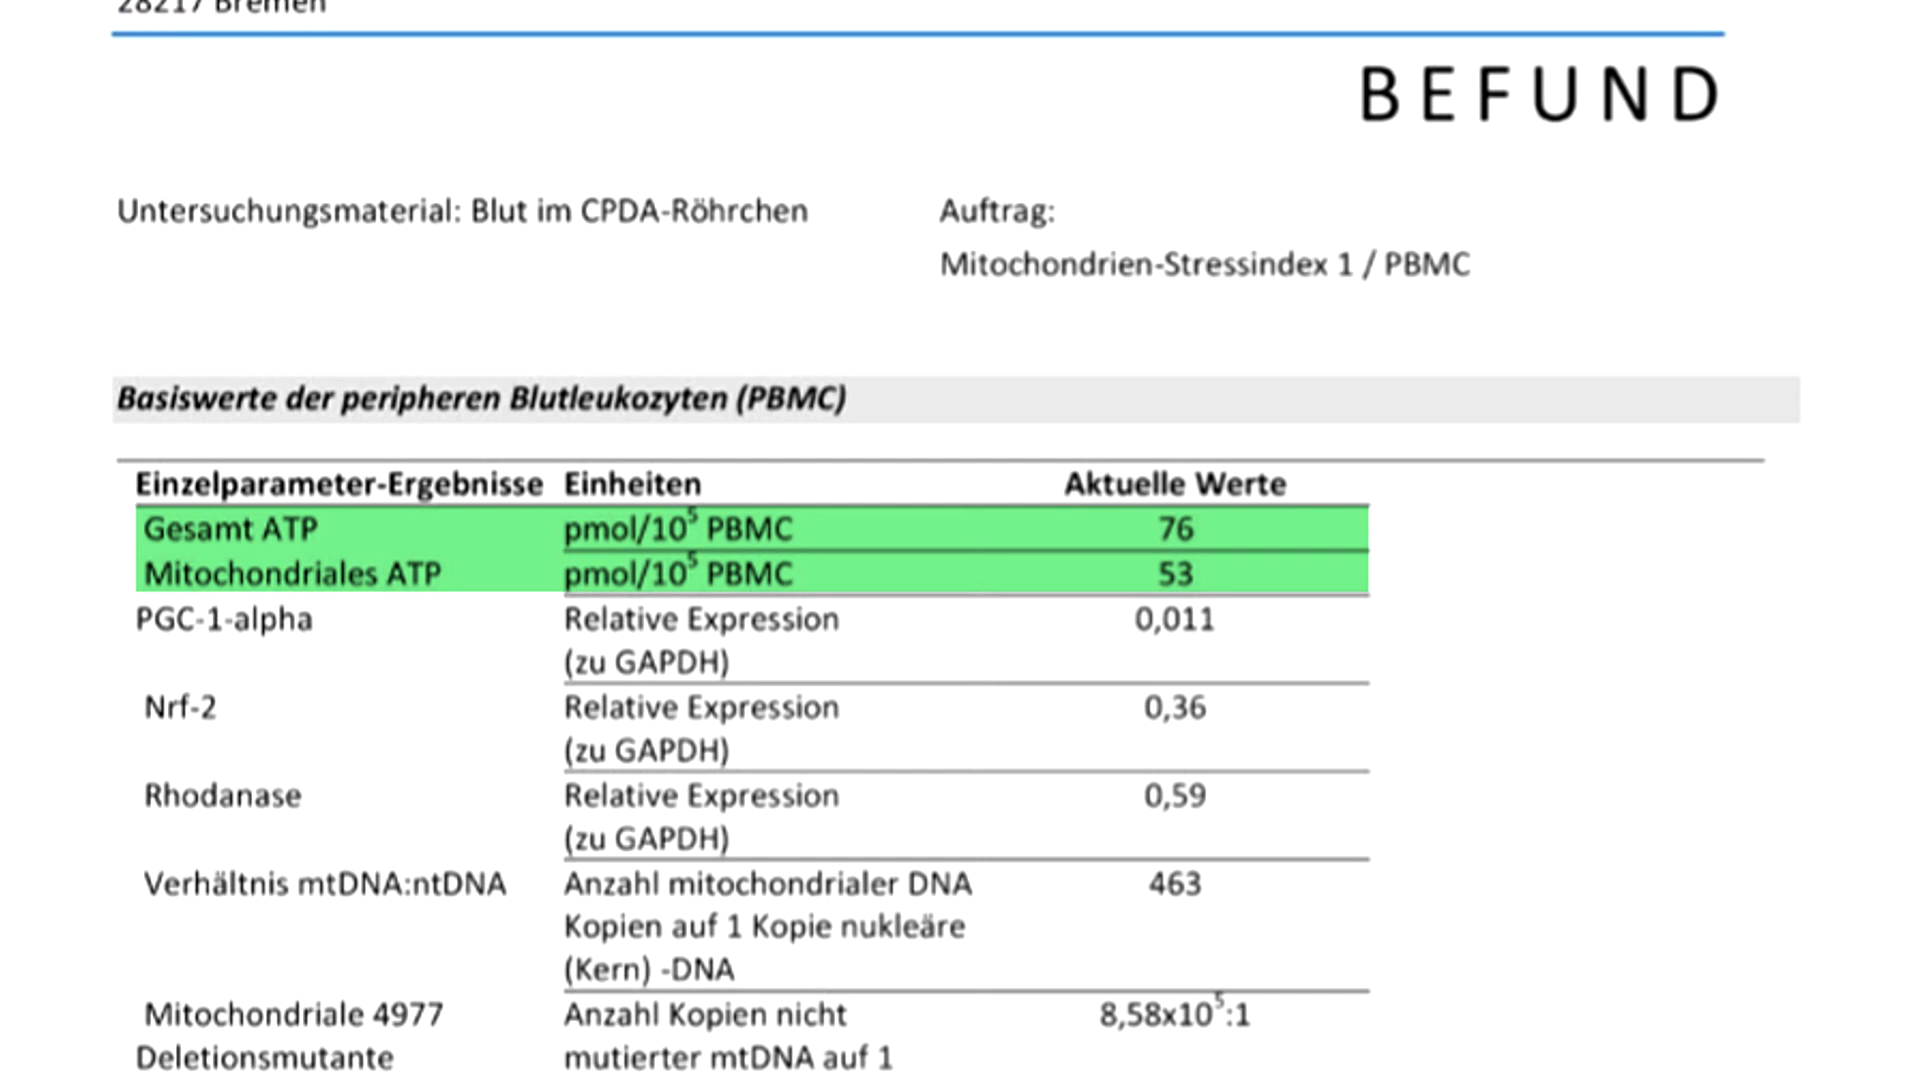 28217 Bremen
BEFUND
Untersuchungsmaterial: Blut im CPDA-Röhrchen Auftrag:
Mitochondrien-Stressindex 1 / PBMC
Basiswerte der peripheren Blutleukozyten (PBMC)
Einzelparameter-Ergebnisse Einheiten Aktuelle Werte
Gesamt ATP pmol/10⁵ PBMC 76
Mitochondriales ATP pmol/10⁵ PBMC 53
PGC-1-alpha Relative Expression 0,011
(zu GAPDH)
Nrf-2 Relative Expression 0,36
(zu GAPDH)
Rhodanase Relative Expression 0,59
(zu GAPDH)
Verhältnis mtDNA:ntDNA Anzahl mitochondrialer DNA 463
Kopien auf 1 Kopie nukleäre
(Kern) -DNA
Mitochondriale 4977 Anzahl Kopien nicht 8,58x10⁵:1
Deletionsmutante mutierter mtDNA auf 1